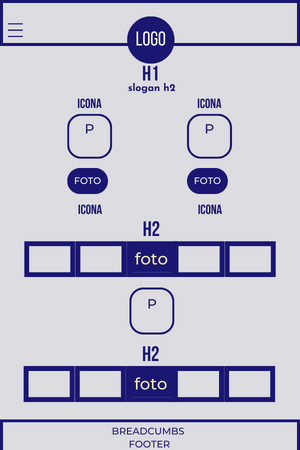 LOGO
H1
slogan h2
ICONA ICONA
P P
FOTO FOTO
ICONA ICONA
H2
foto
P
H2
foto
BREADCUMBS
FOOTER